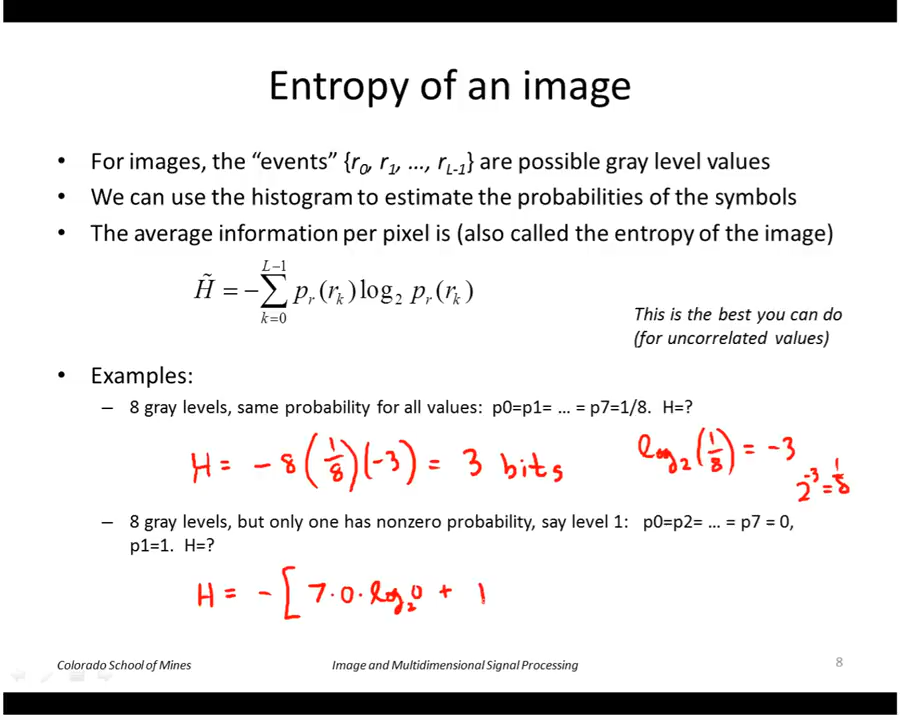 Entropy of an image
• For images, the “events” {r0, r1, …, rL-1} are possible gray level values
• We can use the histogram to estimate the probabilities of the symbols
• The average information per pixel is (also called the entropy of the image)
H̃ = −∑_{k=0}^{L−1} p_r(r_k) log_2 p_r(r_k)
This is the best you can do
(for uncorrelated values)
• Examples:
– 8 gray levels, same probability for all values: p0=p1= … = p7=1/8. H=?
H = −8 (1/8)(−3) = 3 bits
log_2 (1/8) = −3
2^{−3} = 1/8
– 8 gray levels, but only one has nonzero probability, say level 1: p0=p2= … = p7 = 0,
p1=1. H=?
H = − [ 7·0·log_2 0 + 1
Colorado School of Mines
Image and Multidimensional Signal Processing
8